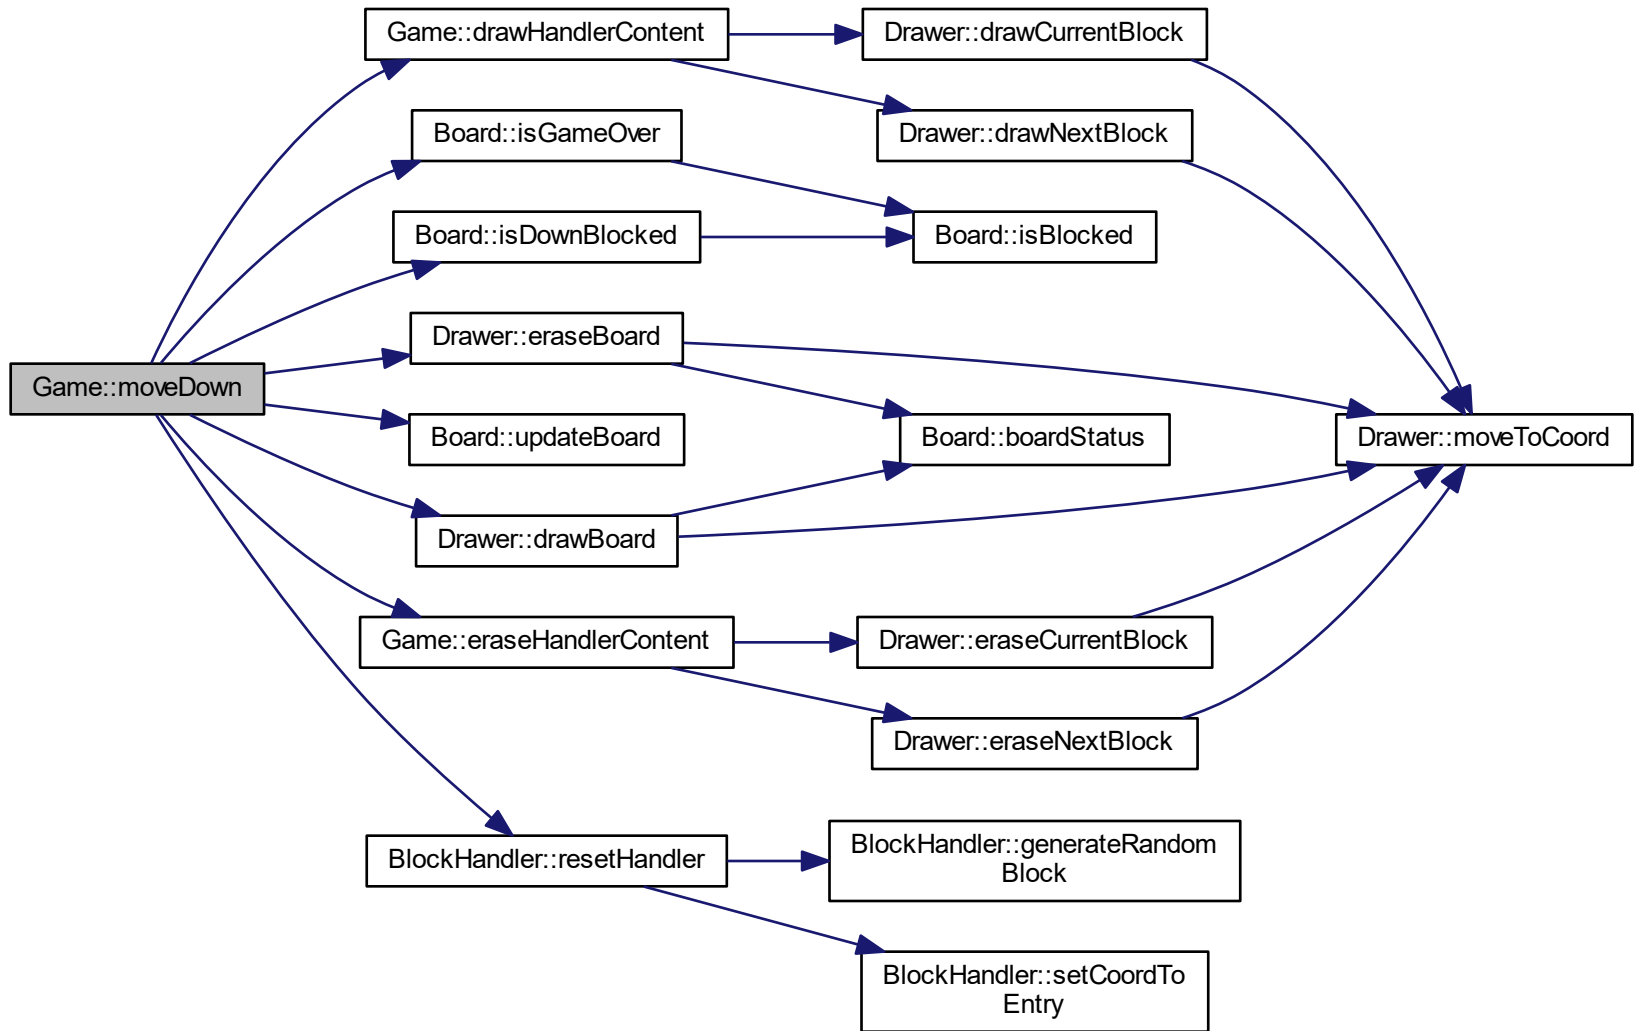 Game::drawHandlerContent
Drawer::drawCurrentBlock
Board::isGameOver
Drawer::drawNextBlock
Board::isDownBlocked
Board::isBlocked
Drawer::eraseBoard
Game::moveDown
Board::updateBoard
Board::boardStatus
Drawer::moveToCoord
Drawer::drawBoard
Game::eraseHandlerContent
Drawer::eraseCurrentBlock
Drawer::eraseNextBlock
BlockHandler::resetHandler
BlockHandler::generateRandom
Block
BlockHandler::setCoordTo
Entry